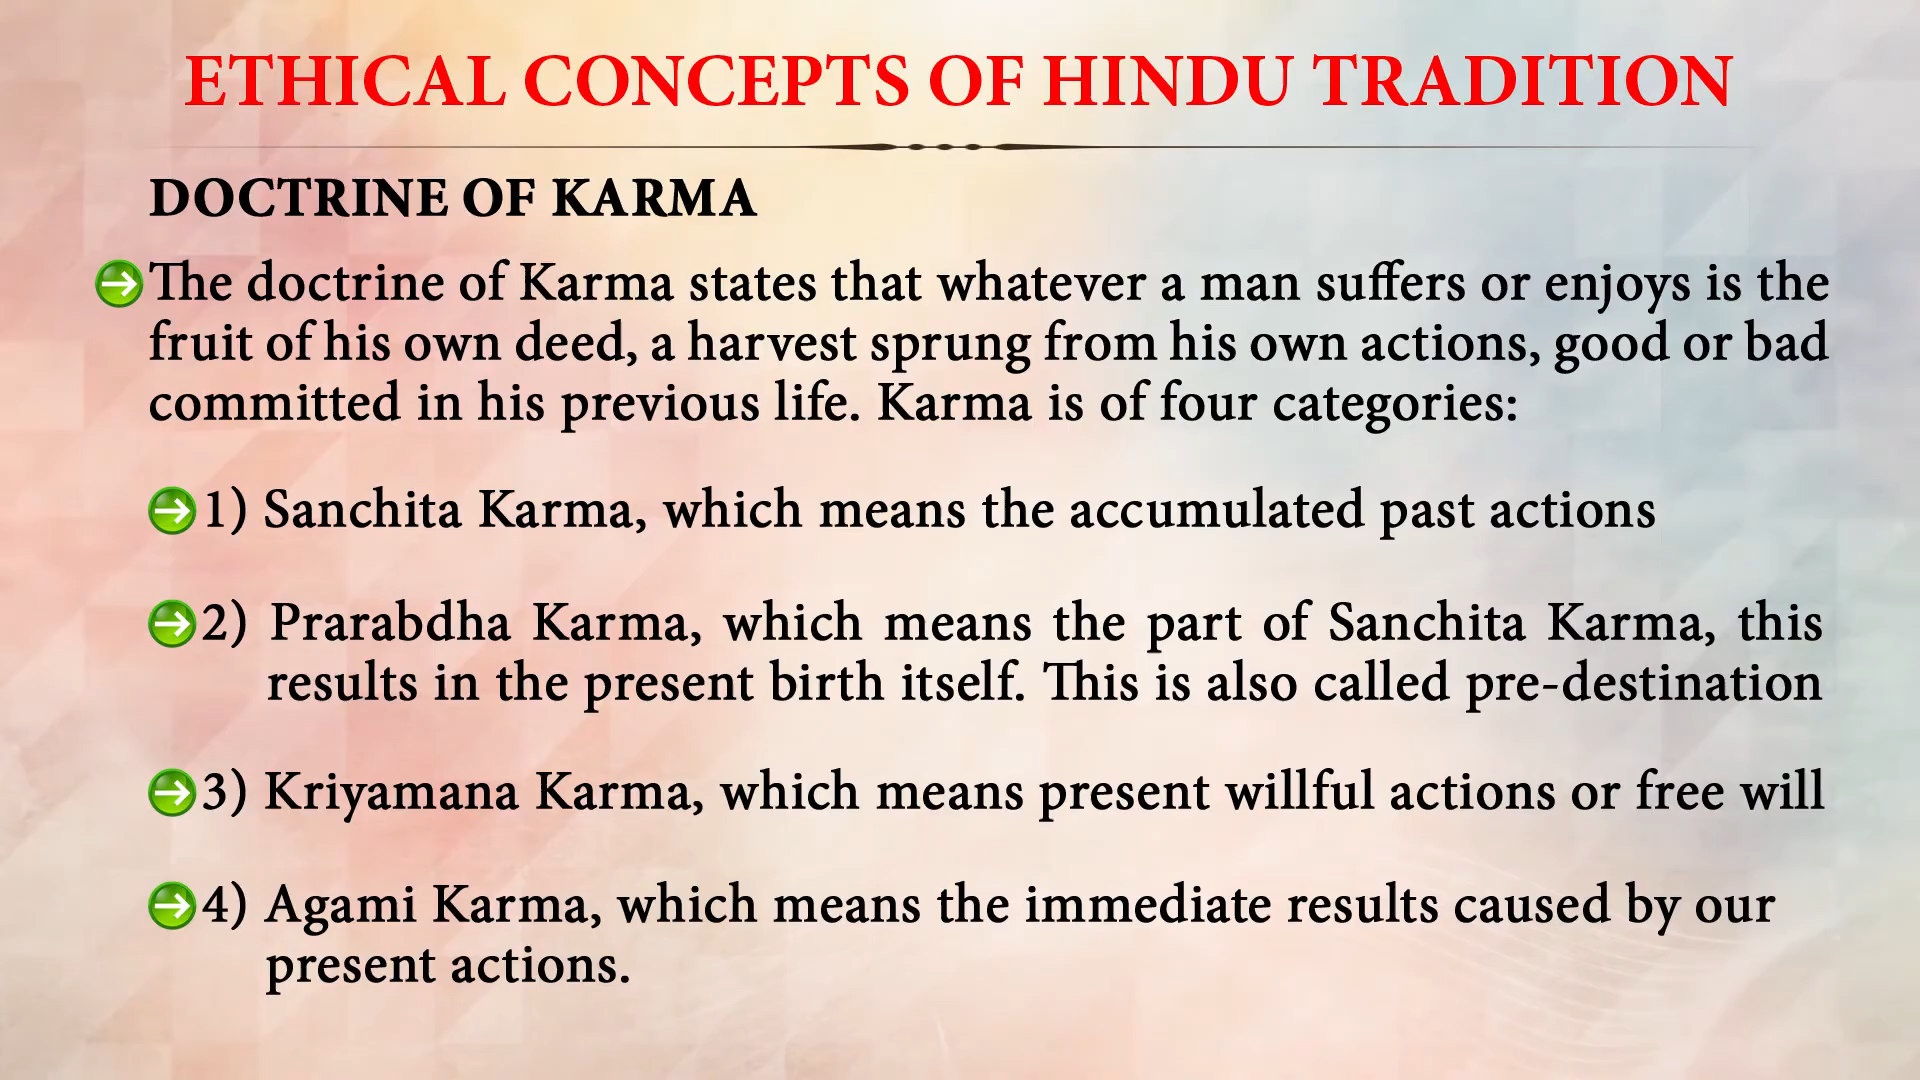 ETHICAL CONCEPTS OF HINDU TRADITION
DOCTRINE OF KARMA
The doctrine of Karma states that whatever a man suffers or enjoys is the
fruit of his own deed, a harvest sprung from his own actions, good or bad
committed in his previous life. Karma is of four categories:
1) Sanchita Karma, which means the accumulated past actions
2) Prarabdha Karma, which means the part of Sanchita Karma, this
results in the present birth itself. This is also called pre-destination
3) Kriyamana Karma, which means present willful actions or free will
4) Agami Karma, which means the immediate results caused by our
present actions.